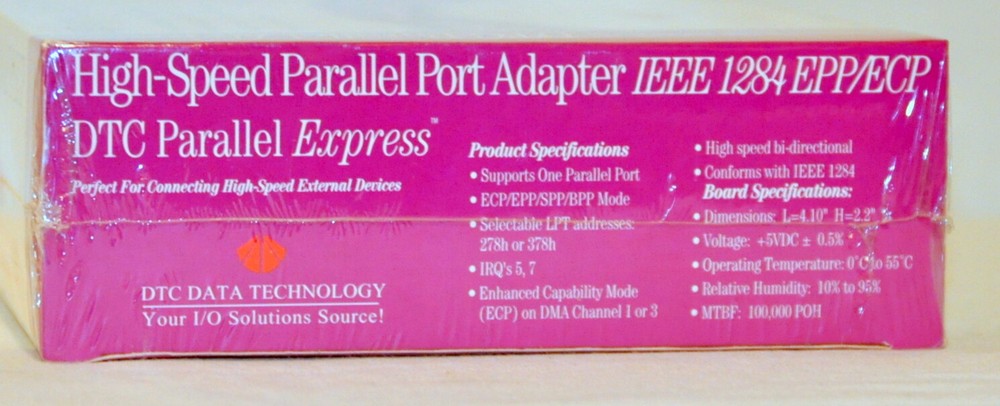 High-Speed Parallel Port Adapter IEEE 1284 EPP/ECP
DTC Parallel Express™
Perfect For Connecting High-Speed External Devices
DTC DATA TECHNOLOGY
Your I/O Solutions Source!
Product Specifications
• Supports One Parallel Port
• ECP/EPP/SPP/BPP Mode
• Selectable LPT addresses:
278h or 378h
• IRQ's 5, 7
• Enhanced Capability Mode
(ECP) on DMA Channel 1 or 3
• High speed bi-directional
• Conforms with IEEE 1284
Board Specifications:
• Dimensions: L=4.10" H=2.2"
• Voltage: +5VDC ± 0.5%
• Operating Temperature: 0°C to 55°C
• Relative Humidity: 10% to 95%
• MTBF: 100,000 POH